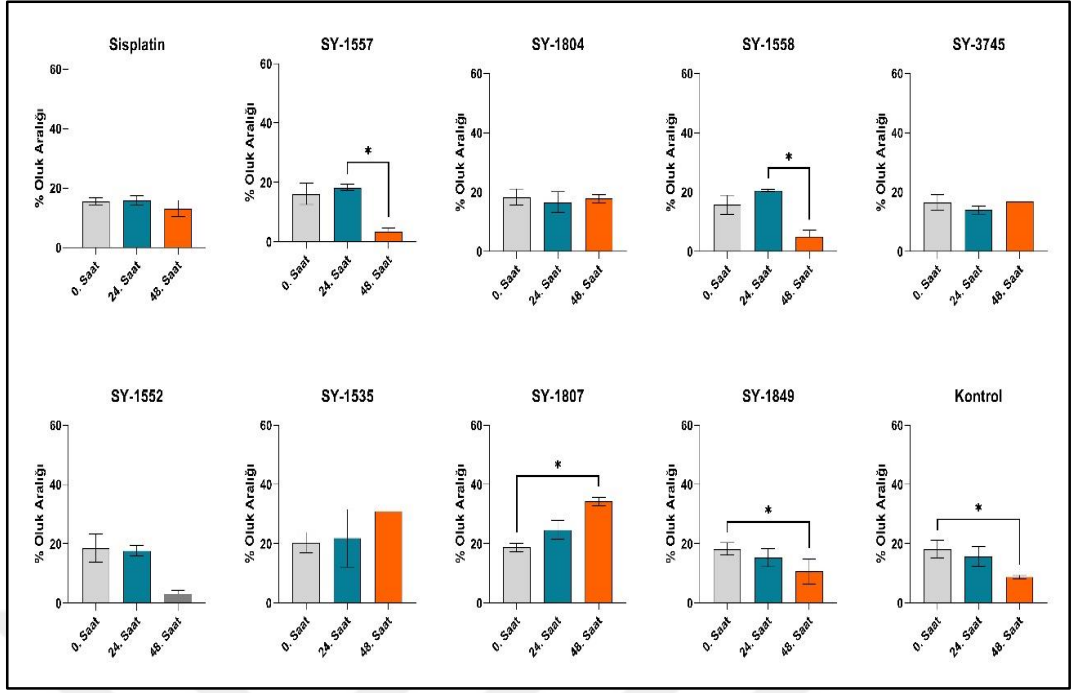 Sisplatin
% Oluk Aralığı
60
40
20
0
0. Saat
24. Saat
48. Saat
SY-1557
% Oluk Aralığı
60
40
20
0
*
0. Saat
24. Saat
48. Saat
SY-1804
% Oluk Aralığı
60
40
20
0
0. Saat
24. Saat
48. Saat
SY-1558
% Oluk Aralığı
60
40
20
0
*
0. Saat
24. Saat
48. Saat
SY-3745
% Oluk Aralığı
60
40
20
0
0. Saat
24. Saat
48. Saat
SY-1552
% Oluk Aralığı
60
40
20
0
0. Saat
24. Saat
48. Saat
SY-1535
% Oluk Aralığı
60
40
20
0
0. Saat
24. Saat
48. Saat
SY-1807
% Oluk Aralığı
60
40
20
0
*
0. Saat
24. Saat
48. Saat
SY-1849
% Oluk Aralığı
60
40
20
0
*
0. Saat
24. Saat
48. Saat
Kontrol
% Oluk Aralığı
60
40
20
0
*
0. Saat
24. Saat
48. Saat